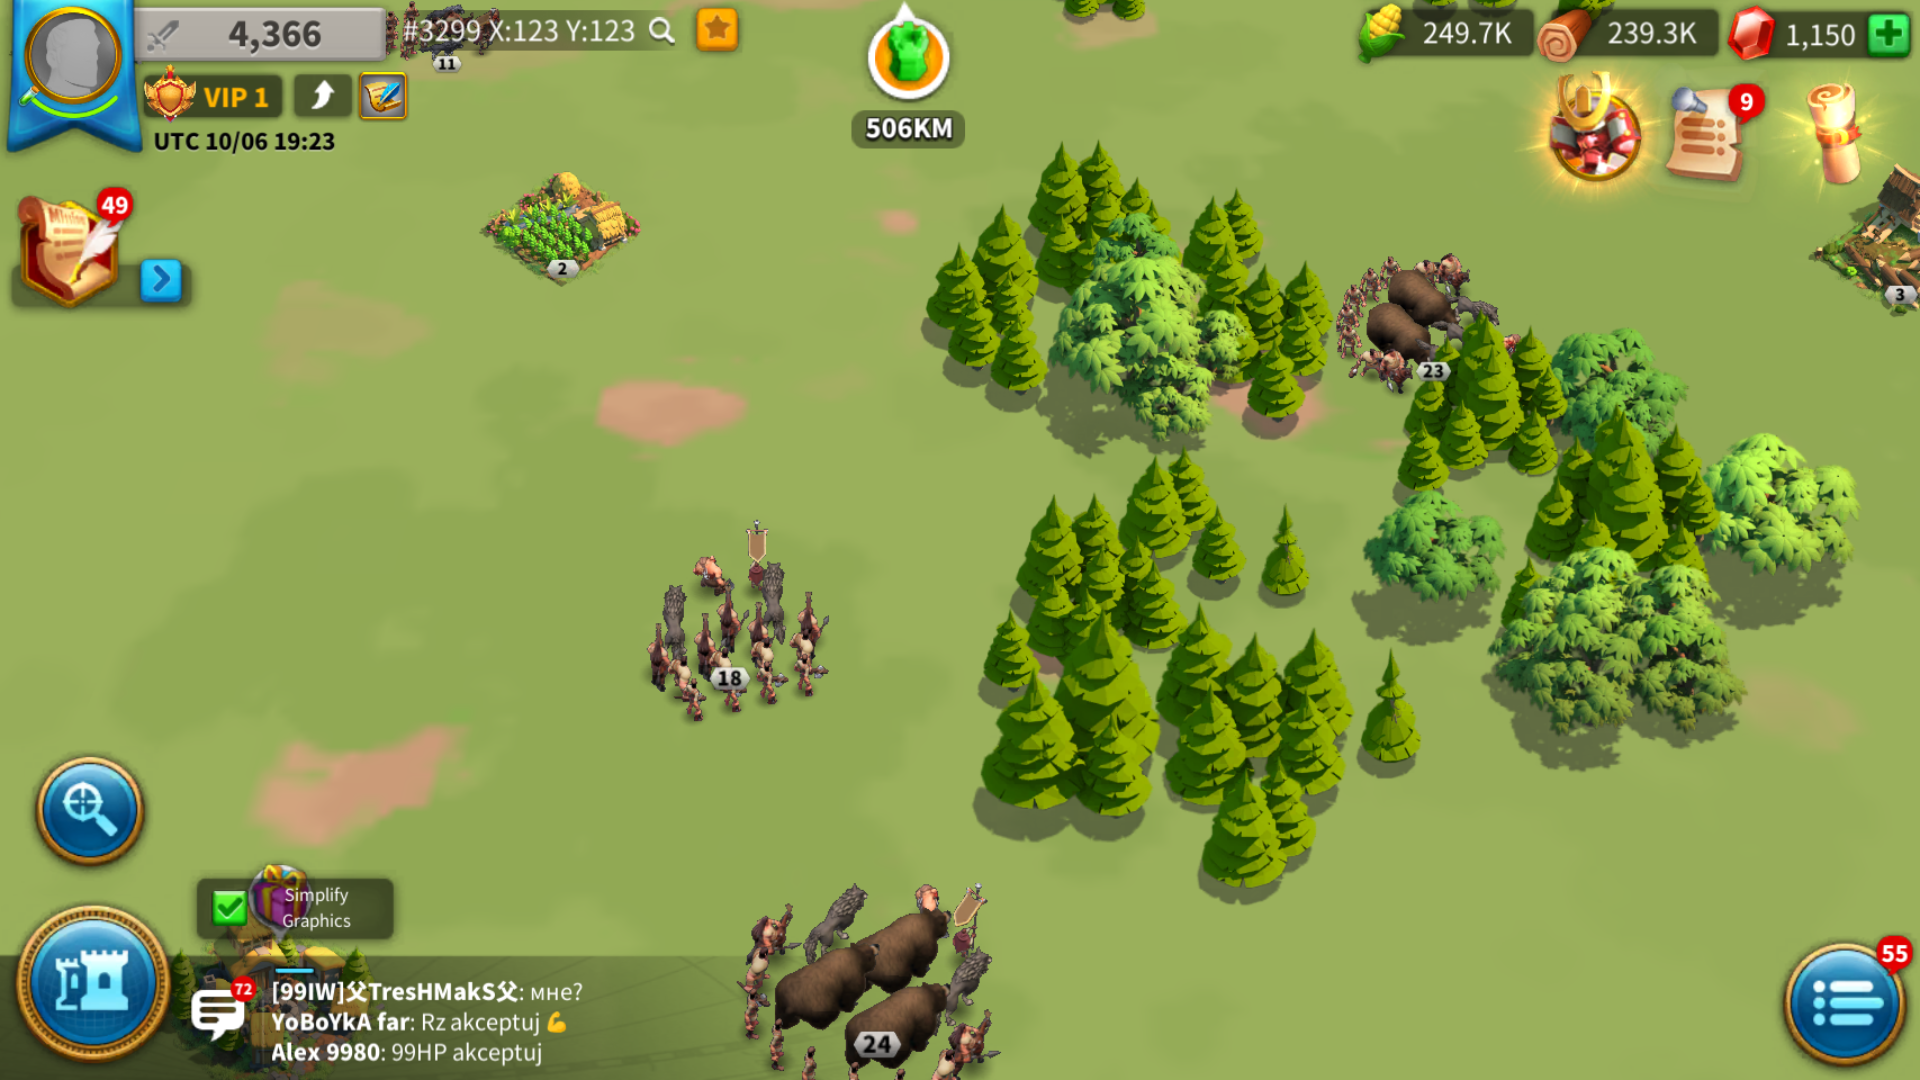 4,366
#3299 X:123 Y:123
11
249.7K
239.3K
1,150
VIP 1
UTC 10/06 19:23
506KM
9
49
Mission
2
3
23
18
Simplify
Graphics
72
[99IW]父TresHMakS父: мне?
YoBoYkA far: Rz akceptuj 💪
Alex 9980: 99HP akceptuj
24
55